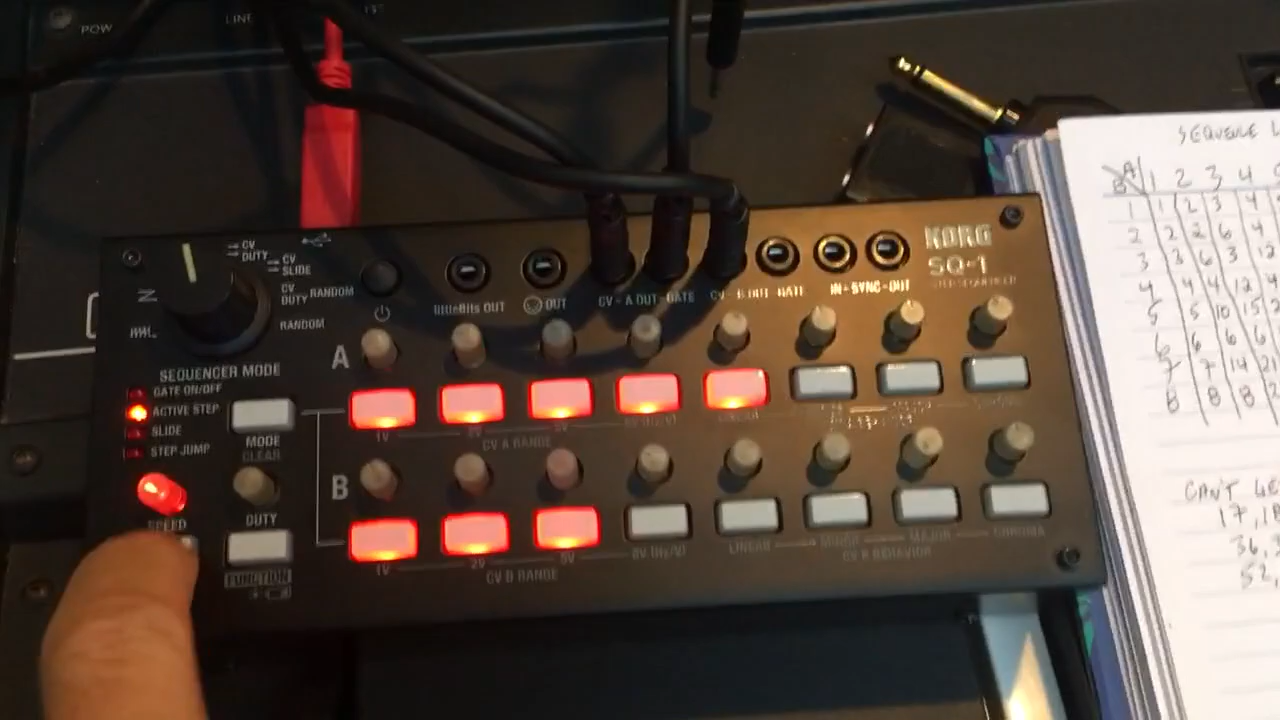 POW
LINE
CV
DUTY
CV
SLIDE
CV
DUTY RANDOM
RANDOM
SEQUENCER MODE
littleBits OUT
OUT
CV - A OUT - GATE
CV - B OUT - GATE
IN - SYNC - OUT
KORG
SQ-1
STEP SEQUENCER
A
GATE ON/OFF
ACTIVE STEP
SLIDE
STEP JUMP
MODE
CLEAR
1V
CV A RANGE
LINEAR
B
SPEED
DUTY
FUNCTION
1V 2V 5V 8V (Hz/V) LINEAR MINOR MAJOR CHROMA
CV B RANGE
CV B BEHAVIOR
SEQUENCE L
B A 1 2 3 4
1 1 2 3 4
2 2 2 6 4
3 3 6 3 12
4 4 4 12 4
5 5 10 15
6 6 6 6
7 7 14 21
8 8 8
CAN'T
17, 18
36,
52,